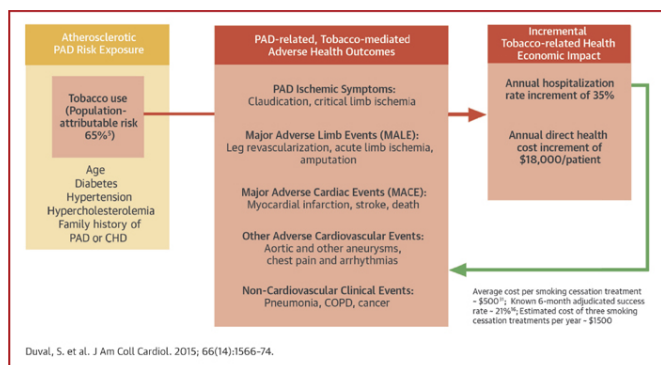 Atherosclerotic
PAD Risk Exposure
Tobacco use
(Population-
attributable risk
65%⁵)
Age
Diabetes
Hypertension
Hypercholesterolemia
Family history of
PAD or CHD
PAD-related, Tobacco-mediated
Adverse Health Outcomes
PAD Ischemic Symptoms:
Claudication, critical limb ischemia
Major Adverse Limb Events (MALE):
Leg revascularization, acute limb ischemia,
amputation
Major Adverse Cardiac Events (MACE):
Myocardial infarction, stroke, death
Other Adverse Cardiovascular Events:
Aortic and other aneurysms,
chest pain and arrhythmias
Non-Cardiovascular Clinical Events:
Pneumonia, COPD, cancer
Incremental
Tobacco-related Health
Economic Impact
Annual hospitalization
rate increment of 35%
Annual direct health
cost increment of
$18,000/patient
Average cost per smoking cessation treatment
~ $500; Known 6-month adjudicated success
rate ~ 21%; Estimated cost of three smoking
cessation treatments per year ~ $1500
Duval, S. et al. J Am Coll Cardiol. 2015; 66(14):1566–74.